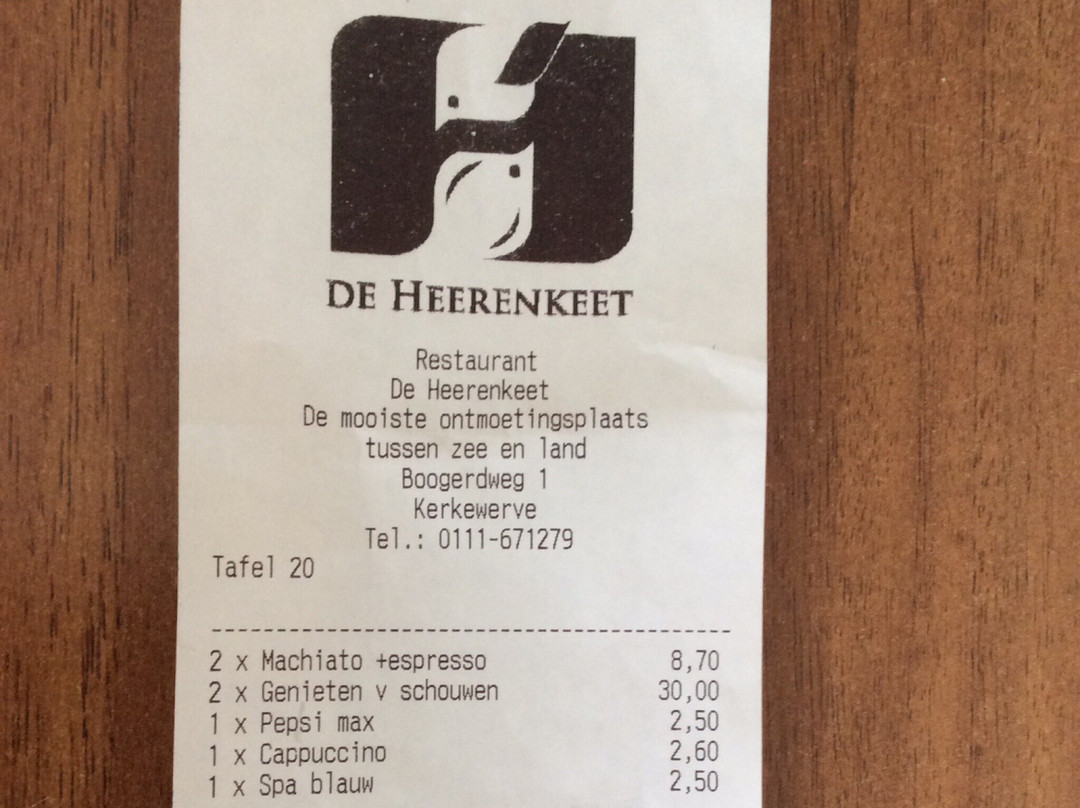 DE HEERENKEET
Restaurant
De Heerenkeet
De mooiste ontmoetingsplaats
tussen zee en land
Boogerdweg 1
Kerkewerve
Tel.: 0111-671279
Tafel 20
--------------------------------------------
2 x Machiato +espresso 8,70
2 x Genieten v schouwen 30,00
1 x Pepsi max 2,50
1 x Cappuccino 2,60
1 x Spa blauw 2,50